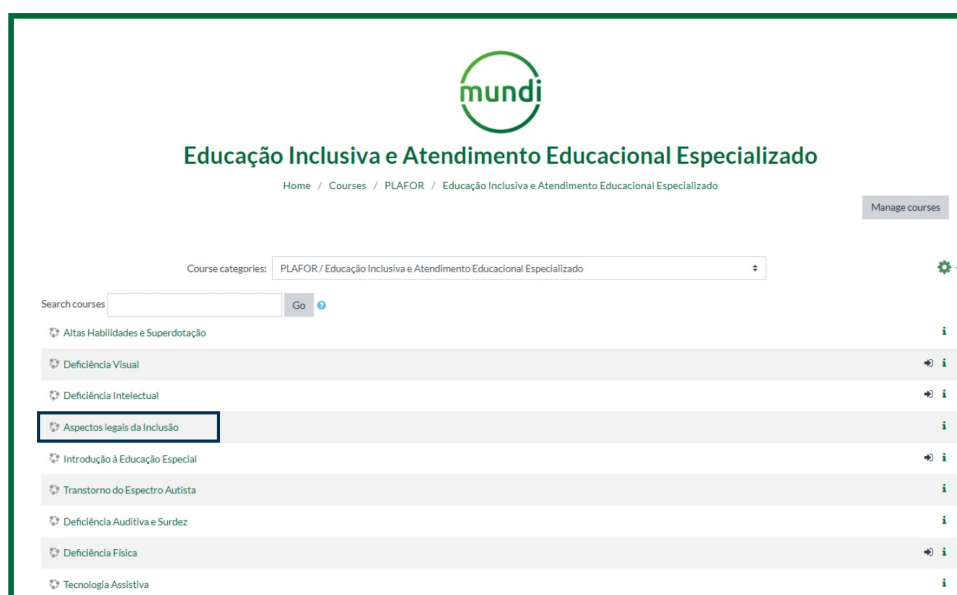 mundi
Educação Inclusiva e Atendimento Educacional Especializado
Home / Courses / PLAFOR / Educação Inclusiva e Atendimento Educacional Especializado
Manage courses
Course categories: PLAFOR / Educação Inclusiva e Atendimento Educacional Especializado
Search courses Go
Altas Habilidades e Superdotação
Deficiência Visual
Deficiência Intelectual
Aspectos legais da Inclusão
Introdução à Educação Especial
Transtorno do Espectro Autista
Deficiência Auditiva e Surdez
Deficiência Física
Tecnologia Assistiva